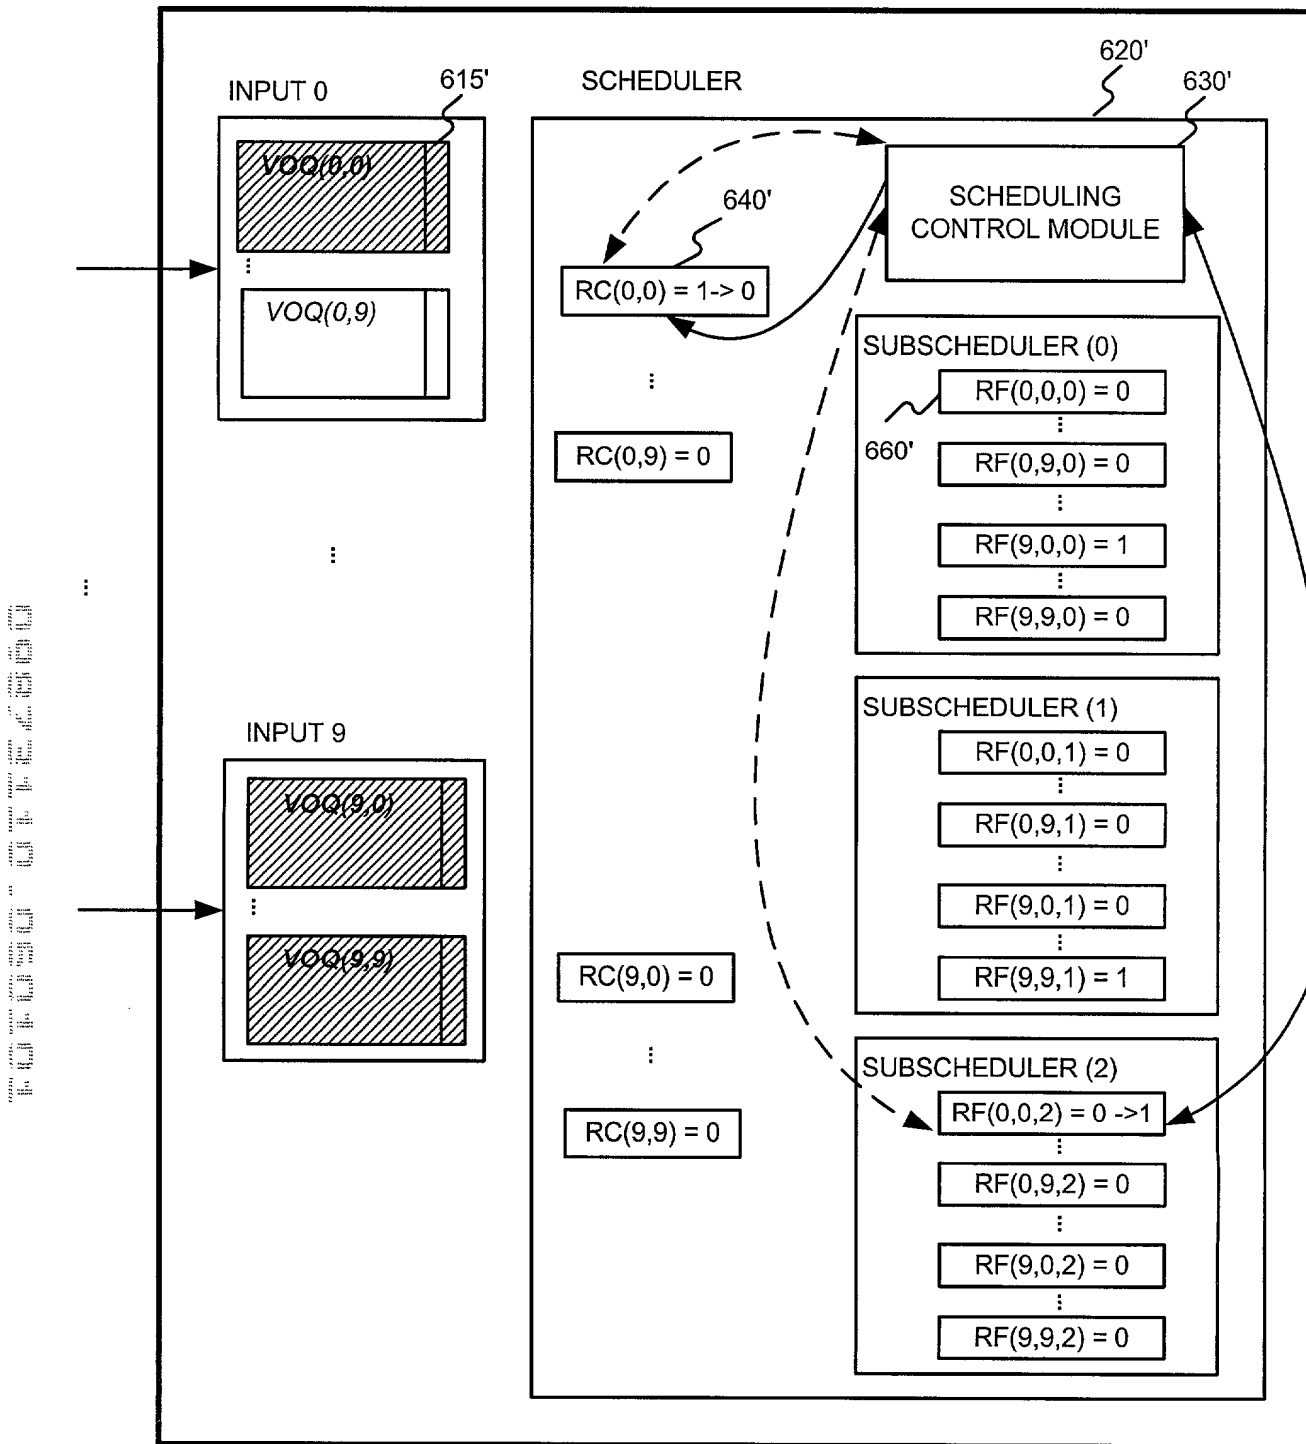 620'
615'
630'
INPUT 0
SCHEDULER
VOQ(0,0)
SCHEDULING
CONTROL MODULE
640'
...
RC(0,0) = 1-> 0
VOQ(0,9)
SUBSCHEDULER (0)
RF(0,0,0) = 0
...
...
660'
RC(0,9) = 0
RF(0,9,0) = 0
...
RF(9,0,0) = 1
...
...
...
RF(9,9,0) = 0
INPUT 9
SUBSCHEDULER (1)
RF(0,0,1) = 0
VOQ(9,0)
...
RF(0,9,1) = 0
...
...
RF(9,0,1) = 0
...
VOQ(9,9)
RC(9,0) = 0
RF(9,9,1) = 1
...
SUBSCHEDULER (2)
RF(0,0,2) = 0 ->1
RC(9,9) = 0
...
RF(0,9,2) = 0
...
RF(9,0,2) = 0
...
RF(9,9,2) = 0